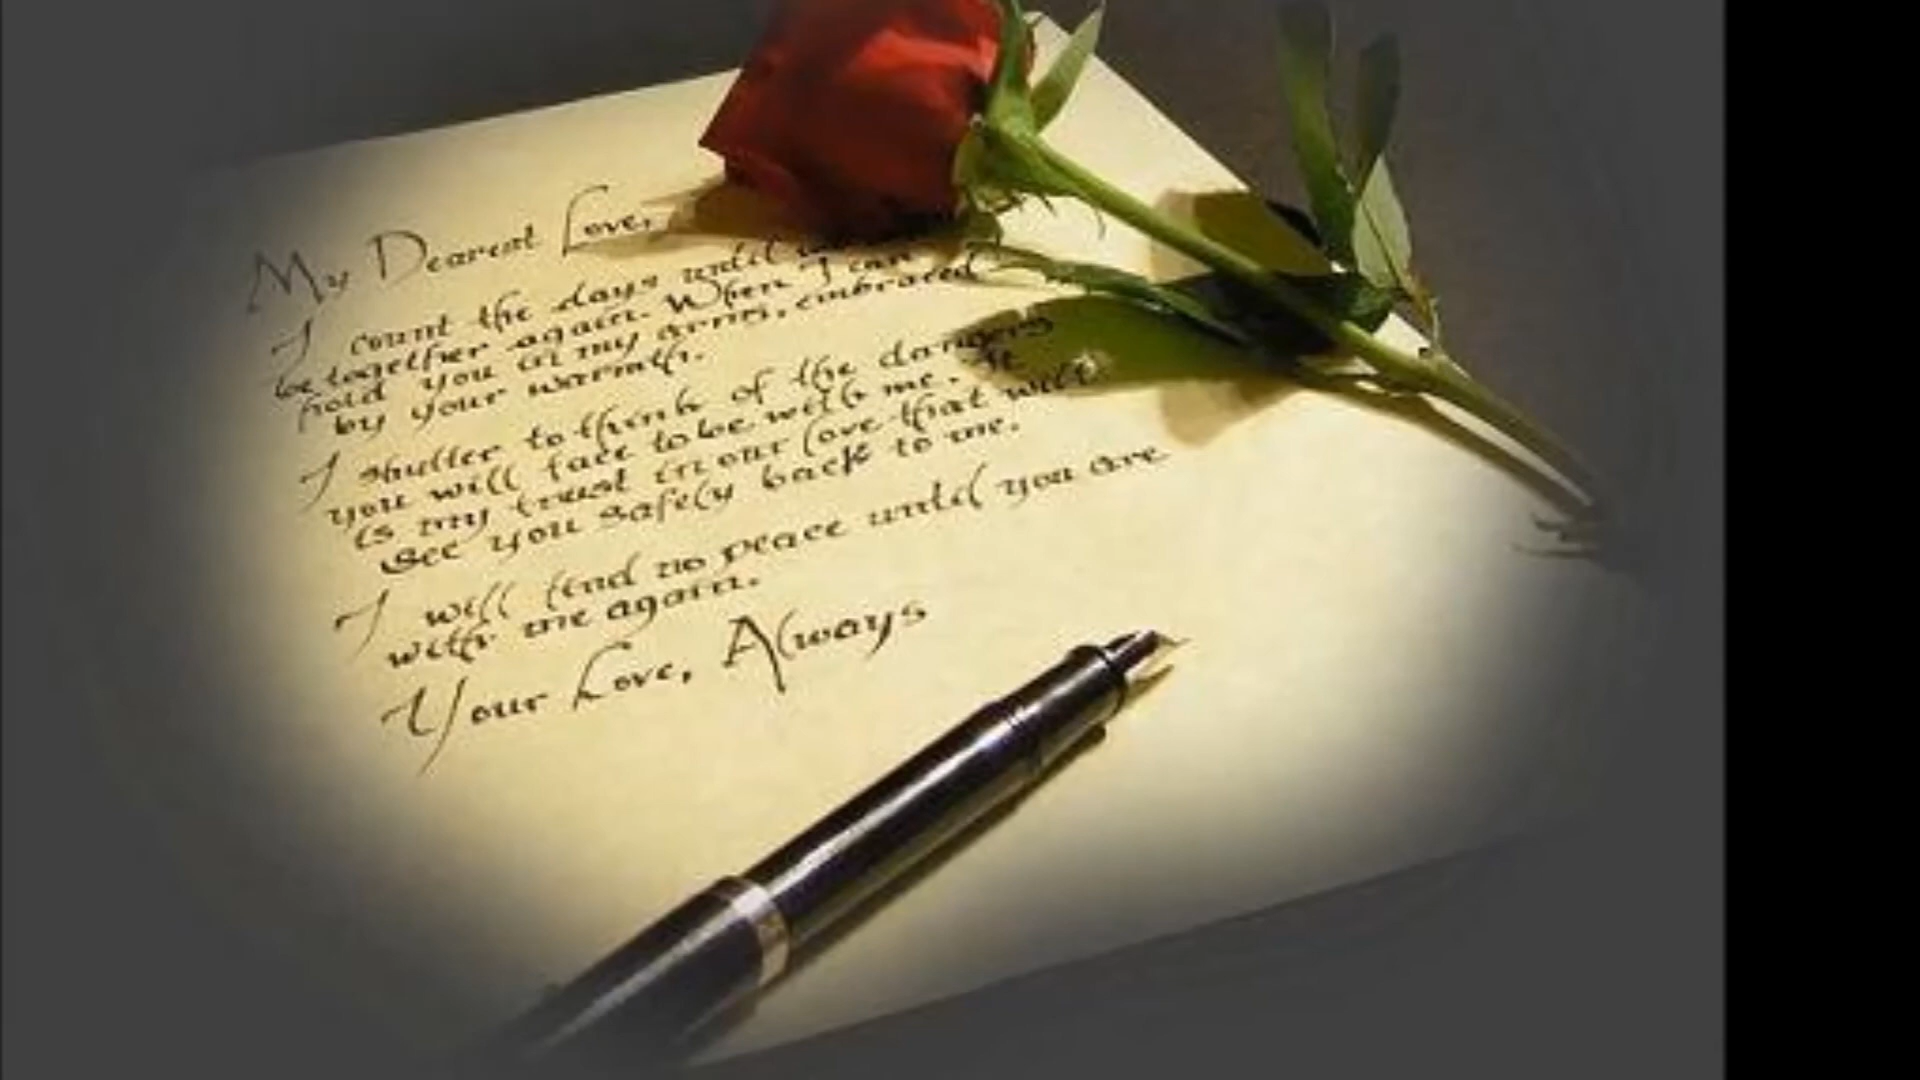 My Dearest Love,
I count the days until
be together again. When I can
hold you in my arms, embraced
by your warmth.
I shutter to think of the dangers
you will face to be with me. It
is my trust in our love that will
see you safely back to me.
I will find no peace until you are
with me again.
Your Love, Always